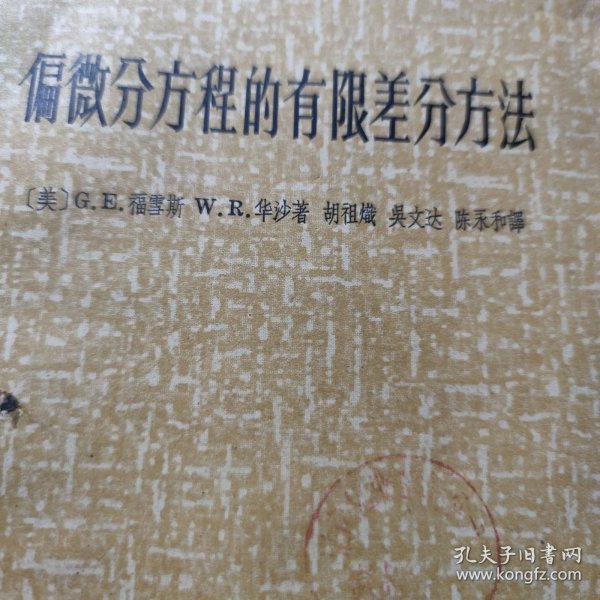 偏微分方程的有限差分方法
〔美〕G.E.福雪斯 W.R.华沙著 胡祖熾 吳文达 陈永和譯
孔夫子旧书网
www.kongfz.com